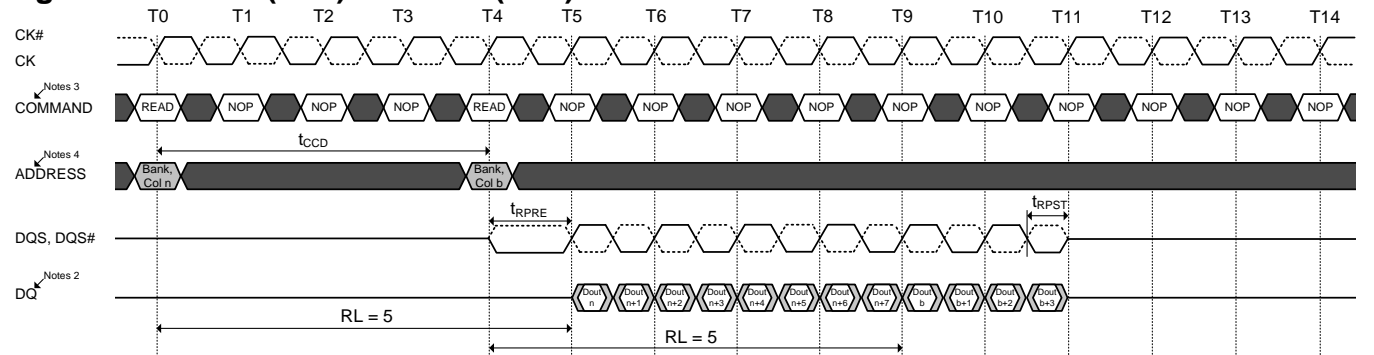 T0 T1 T2 T3 T4 T5 T6 T7 T8 T9 T10 T11 T12 T13 T14
CK#
CK
Notes 3
COMMAND READ NOP NOP NOP READ NOP NOP NOP NOP NOP NOP NOP NOP NOP NOP
tCCD
Notes 4
ADDRESS
Bank, Col n
Bank, Col b
tRPRE
tRPST
DQS, DQS#
Notes 2
DQ
Dout n
Dout n+1
Dout n+2
Dout n+3
Dout n+4
Dout n+5
Dout n+6
Dout n+7
Dout b
Dout b+1
Dout b+2
Dout b+3
RL = 5
RL = 5